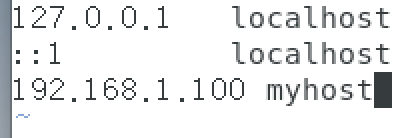 127.0.0.1   localhost
::1         localhost
192.168.1.100 myhost
~